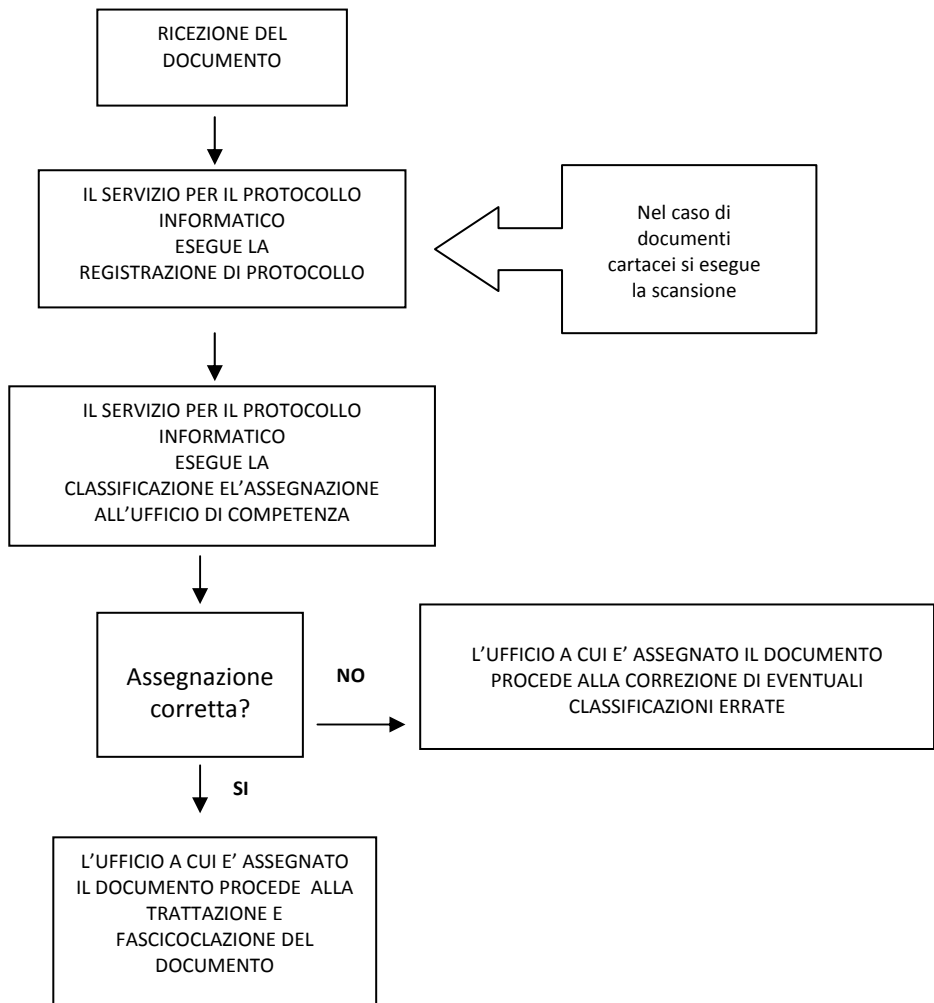 RICEZIONE DEL
DOCUMENTO
IL SERVIZIO PER IL PROTOCOLLO
INFORMATICO
ESEGUE LA
REGISTRAZIONE DI PROTOCOLLO
Nel caso di
documenti
cartacei si esegue
la scansione
IL SERVIZIO PER IL PROTOCOLLO
INFORMATICO
ESEGUE LA
CLASSIFICAZIONE EL’ASSEGNAZIONE
ALL’UFFICIO DI COMPETENZA
Assegnazione
corretta?
NO
L’UFFICIO A CUI E’ ASSEGNATO IL DOCUMENTO
PROCEDE ALLA CORREZIONE DI EVENTUALI
CLASSIFICAZIONI ERRATE
SI
L’UFFICIO A CUI E’ ASSEGNATO
IL DOCUMENTO PROCEDE ALLA
TRATTAZIONE E
FASCICOCLAZIONE DEL
DOCUMENTO